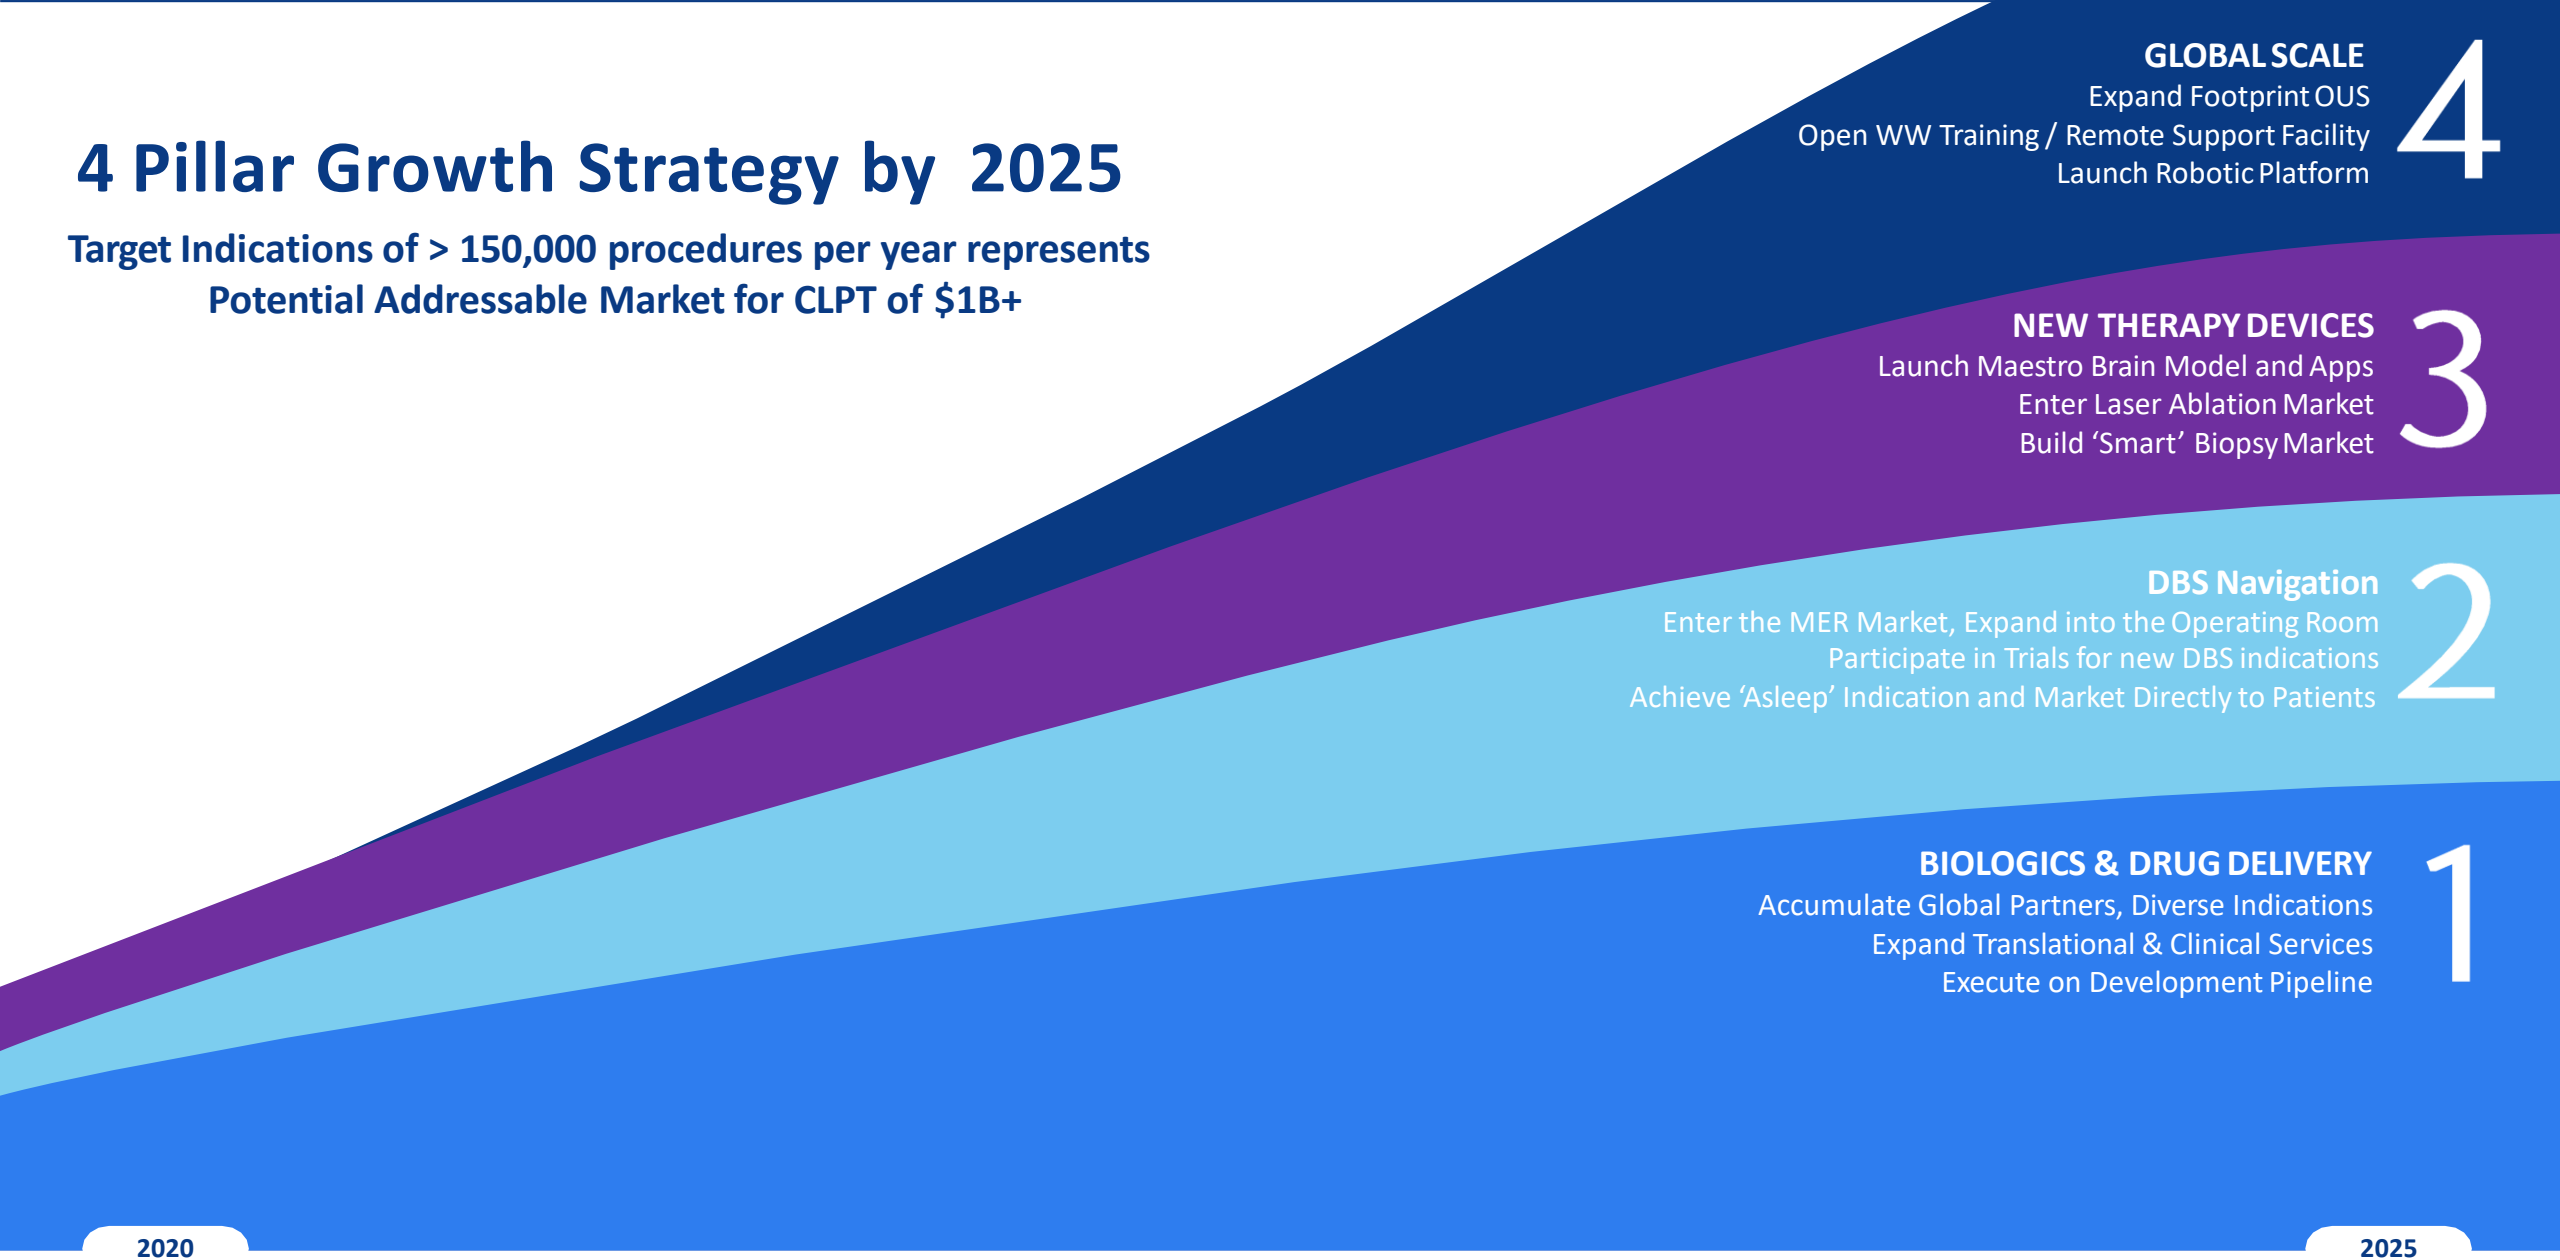 4 Pillar Growth Strategy by 2025
Target Indications of > 150,000 procedures per year represents
Potential Addressable Market for CLPT of $1B+
GLOBAL SCALE
Expand Footprint OUS
Open WW Training / Remote Support Facility
Launch Robotic Platform
4
NEW THERAPY DEVICES
Launch Maestro Brain Model and Apps
Enter Laser Ablation Market
Build ‘Smart’ Biopsy Market
3
DBS Navigation
Enter the MER Market, Expand into the Operating Room
Participate in Trials for new DBS indications
Achieve ‘Asleep’ Indication and Market Directly to Patients
2
BIOLOGICS & DRUG DELIVERY
Accumulate Global Partners, Diverse Indications
Expand Translational & Clinical Services
Execute on Development Pipeline
1
2020
2025